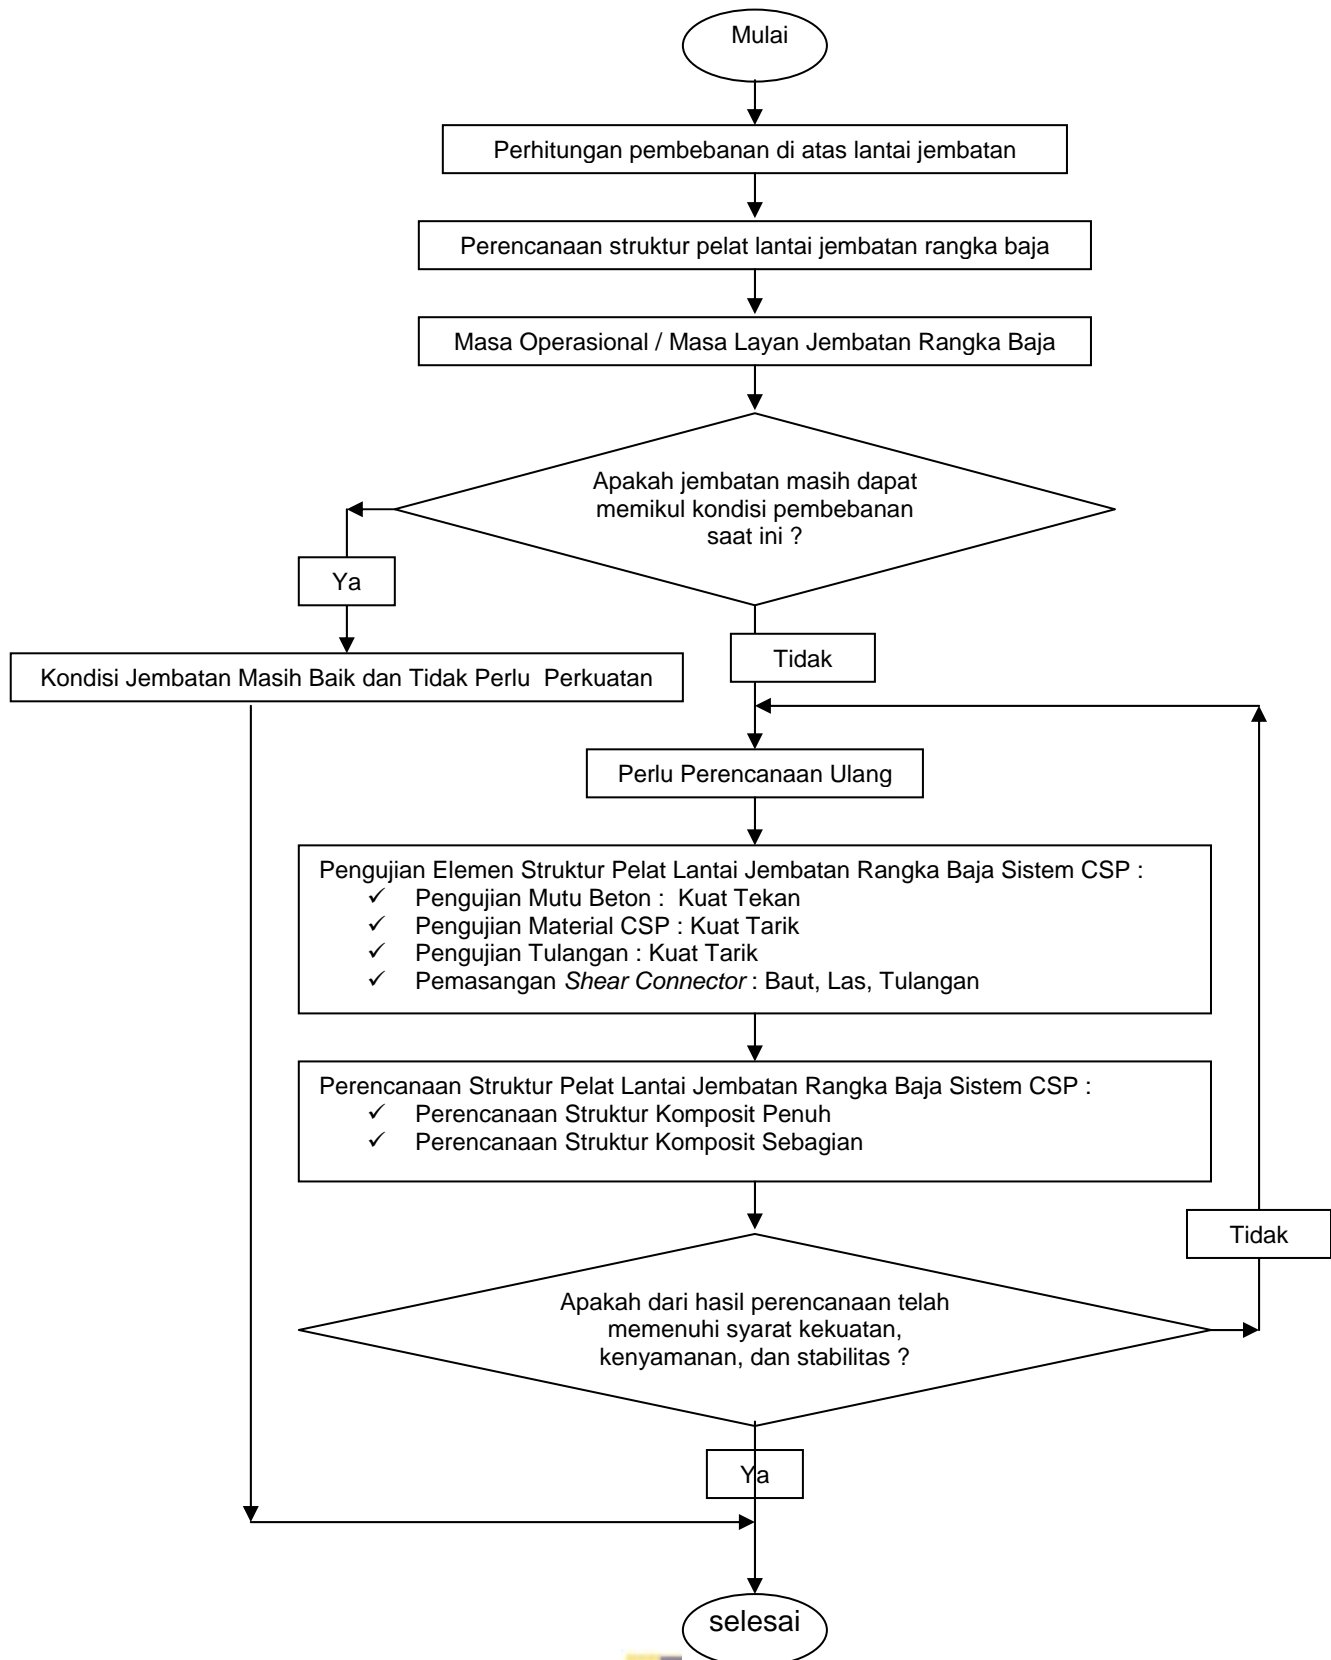 Mulai
Perhitungan pembebanan di atas lantai jembatan
Perencanaan struktur pelat lantai jembatan rangka baja
Masa Operasional / Masa Layan Jembatan Rangka Baja
Apakah jembatan masih dapat
memikul kondisi pembebanan
saat ini ?
Ya
Kondisi Jembatan Masih Baik dan Tidak Perlu  Perkuatan
Tidak
Perlu Perencanaan Ulang
Pengujian Elemen Struktur Pelat Lantai Jembatan Rangka Baja Sistem CSP :
✓ Pengujian Mutu Beton :  Kuat Tekan
✓ Pengujian Material CSP : Kuat Tarik
✓ Pengujian Tulangan : Kuat Tarik
✓ Pemasangan Shear Connector : Baut, Las, Tulangan
Perencanaan Struktur Pelat Lantai Jembatan Rangka Baja Sistem CSP :
✓ Perencanaan Struktur Komposit Penuh
✓ Perencanaan Struktur Komposit Sebagian
Tidak
Apakah dari hasil perencanaan telah
memenuhi syarat kekuatan,
kenyamanan, dan stabilitas ?
Ya
selesai